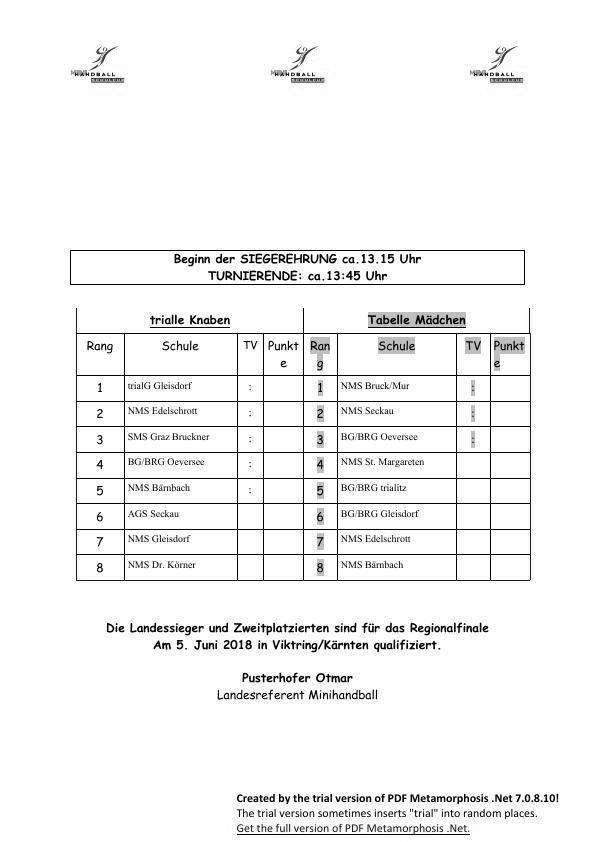 HANDBALL
HANDBALL
HANDBALL
Beginn der SIEGEREHRUNG ca.13.15 Uhr
TURNIERENDE: ca.13:45 Uhr
trialle Knaben Tabelle Mädchen
Rang Schule TV Punkt Ran Schule TV Punkt
e g e
1 trialG Gleisdorf : 1 NMS Bruck/Mur :
2 NMS Edelschrott : 2 NMS Seckau :
3 SMS Graz Bruckner : 3 BG/BRG Oeversee :
4 BG/BRG Oeversee : 4 NMS St. Margareten
5 NMS Bärnbach : 5 BG/BRG trialitz
6 AGS Seckau 6 BG/BRG Gleisdorf
7 NMS Gleisdorf 7 NMS Edelschrott
8 NMS Dr. Körner 8 NMS Bärnbach
Die Landessieger und Zweitplatzierten sind für das Regionalfinale
Am 5. Juni 2018 in Viktring/Kärnten qualifiziert.
Pusterhofer Otmar
Landesreferent Minihandball
Created by the trial version of PDF Metamorphosis .Net 7.0.8.10!
The trial version sometimes inserts "trial" into random places.
Get the full version of PDF Metamorphosis .Net.